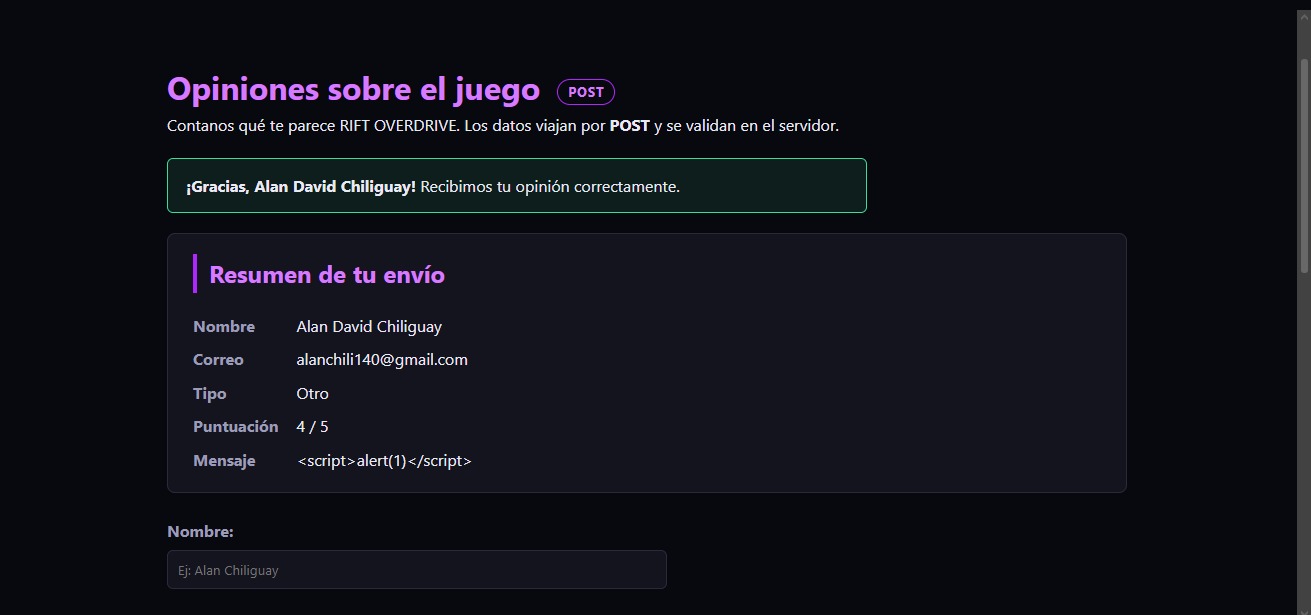 Opiniones sobre el juego POST
Contanos qué te parece RIFT OVERDRIVE. Los datos viajan por POST y se validan en el servidor.
¡Gracias, Alan David Chiliguay! Recibimos tu opinión correctamente.
Resumen de tu envío
Nombre Alan David Chiliguay
Correo alanchili140@gmail.com
Tipo Otro
Puntuación 4 / 5
Mensaje <script>alert(1)</script>
Nombre:
Ej: Alan Chiliguay